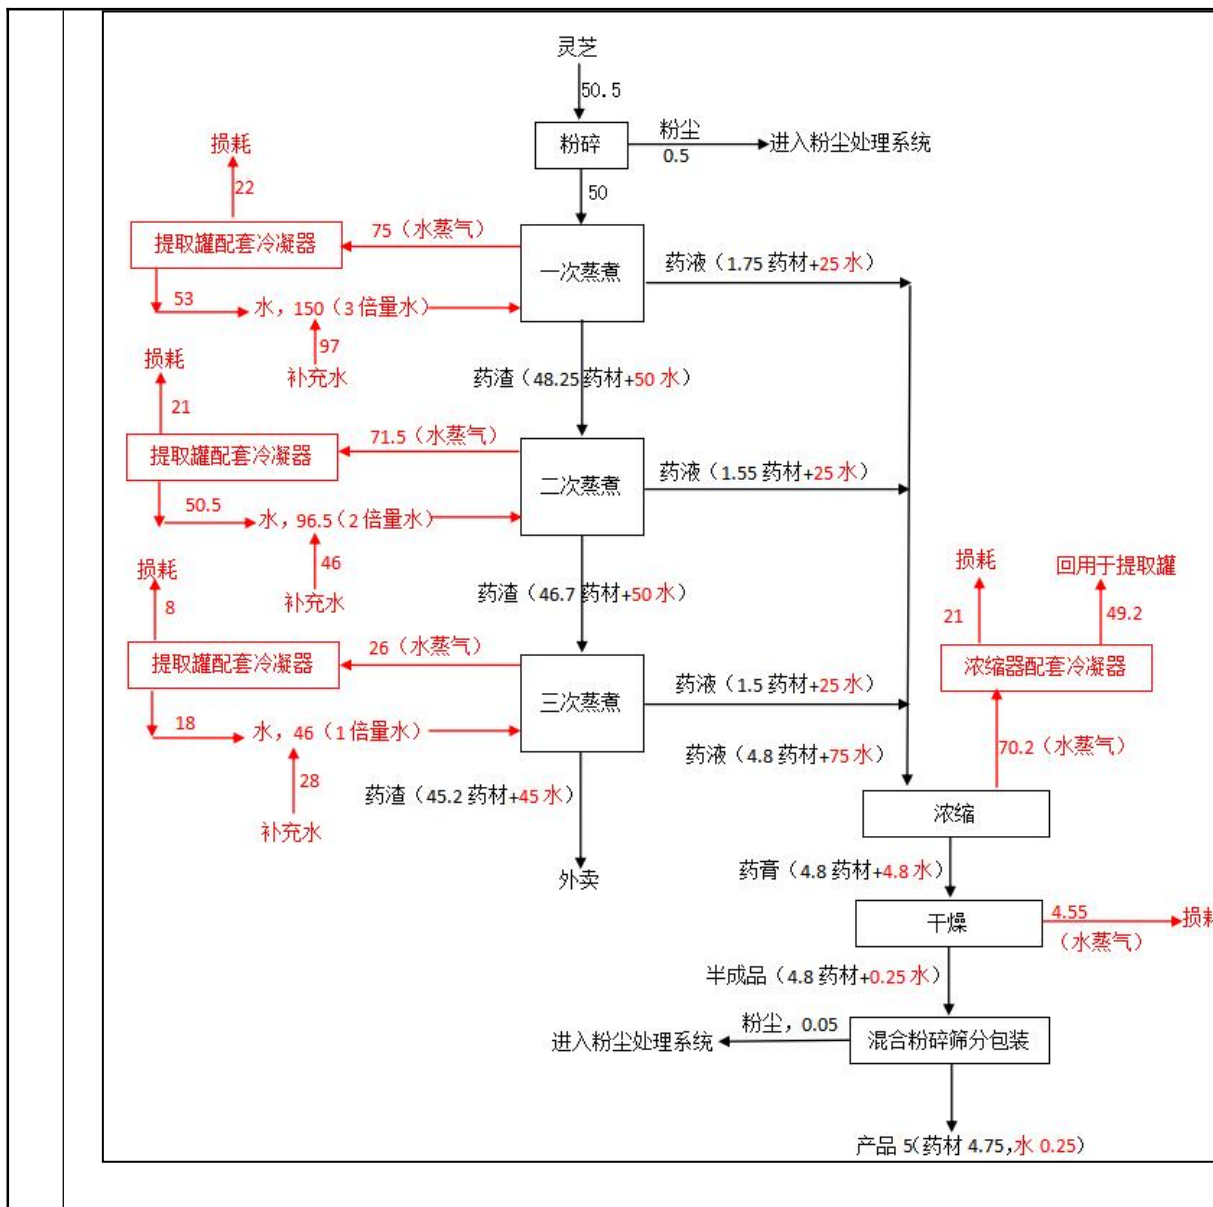 灵芝
50.5
粉碎
粉尘
0.5
进入粉尘处理系统
50
损耗
22
提取罐配套冷凝器
75（水蒸气）
一次蒸煮
药液（1.75 药材+25 水）
53
水，150（3 倍量水）
97
补充水
药渣（48.25 药材+50 水）
损耗
21
提取罐配套冷凝器
71.5（水蒸气）
二次蒸煮
药液（1.55 药材+25 水）
50.5
水，96.5（2 倍量水）
46
补充水
药渣（46.7 药材+50 水）
损耗
8
提取罐配套冷凝器
26（水蒸气）
三次蒸煮
药液（1.5 药材+25 水）
18
水，46（1 倍量水）
28
补充水
药渣（45.2 药材+45 水）
外卖
药液（4.8 药材+75 水）
损耗
21
回用于提取罐
49.2
浓缩器配套冷凝器
70.2（水蒸气）
浓缩
药膏（4.8 药材+4.8 水）
干燥
4.55
（水蒸气）
损耗
半成品（4.8 药材+0.25 水）
混合粉碎筛分包装
粉尘，0.05
进入粉尘处理系统
产品 5(药材 4.75,水 0.25)